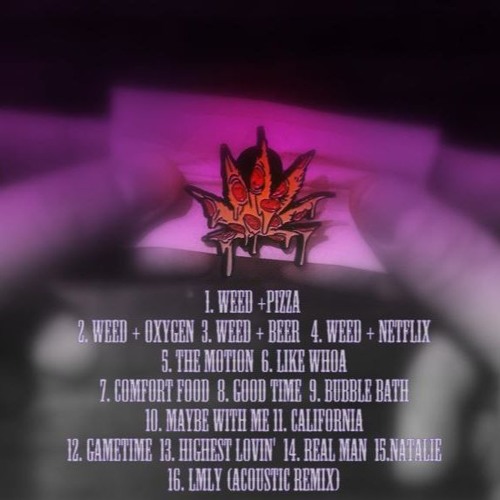 1. WEED +PIZZA
2. WEED + OXYGEN 3. WEED + BEER 4. WEED + NETFLIX
5. THE MOTION 6. LIKE WHOA
7. COMFORT FOOD 8. GOOD TIME 9. BUBBLE BATH
10. MAYBE WITH ME 11. CALIFORNIA
12. GAMETIME 13. HIGHEST LOVIN' 14. REAL MAN 15.NATALIE
16. LMLY (ACOUSTIC REMIX)